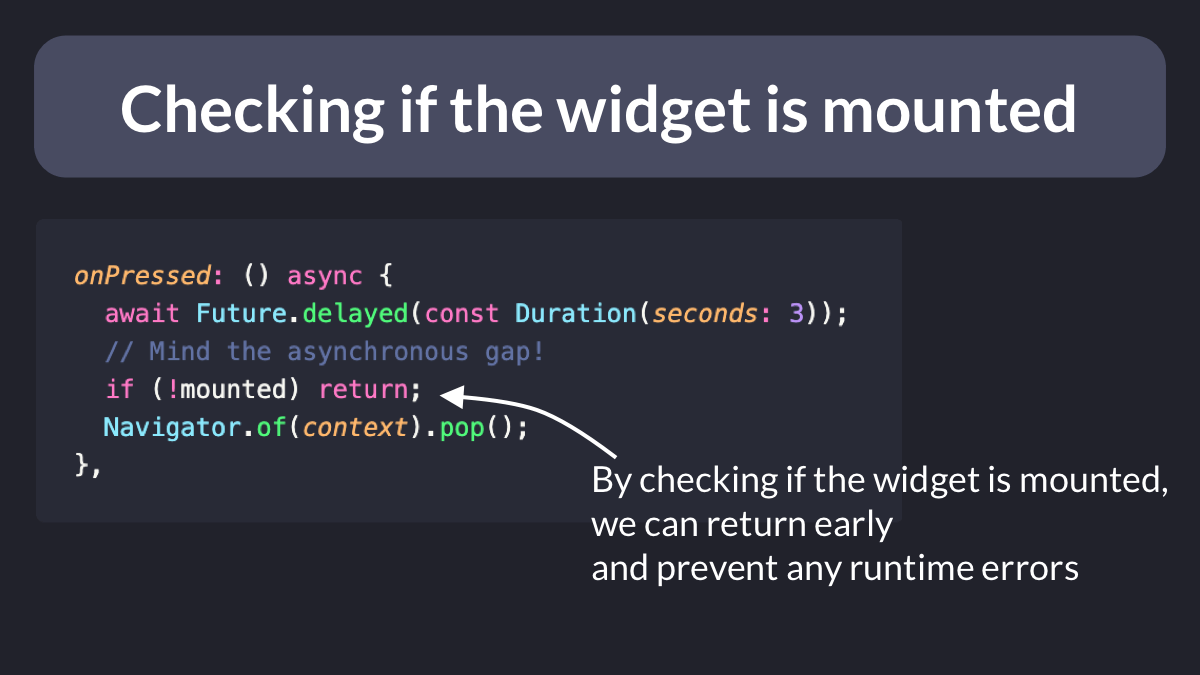 Checking if the widget is mounted
onPressed: () async {
  await Future.delayed(const Duration(seconds: 3));
  // Mind the asynchronous gap!
  if (!mounted) return;
  Navigator.of(context).pop();
},
By checking if the widget is mounted,
we can return early
and prevent any runtime errors